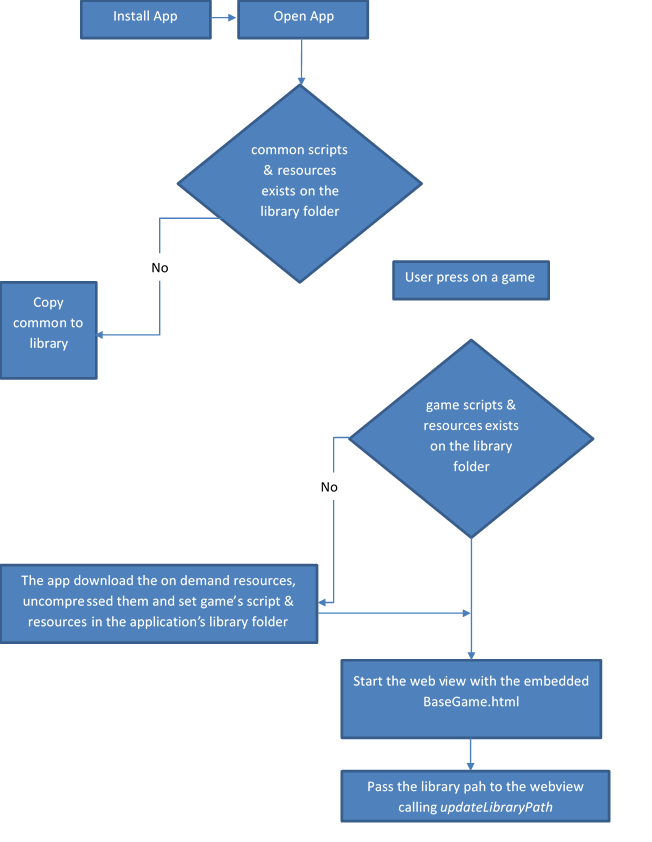 Install App
Open App
common scripts
& resources
exists on the
library folder
No
User press on a game
Copy
common to
library
game scripts &
resources exists
on the library
folder
No
The app download the on demand resources,
uncompressed them and set game's script &
resources in the application's library folder
Start the web view with the embedded
BaseGame.html
Pass the library pah to the webview
calling updateLibraryPath